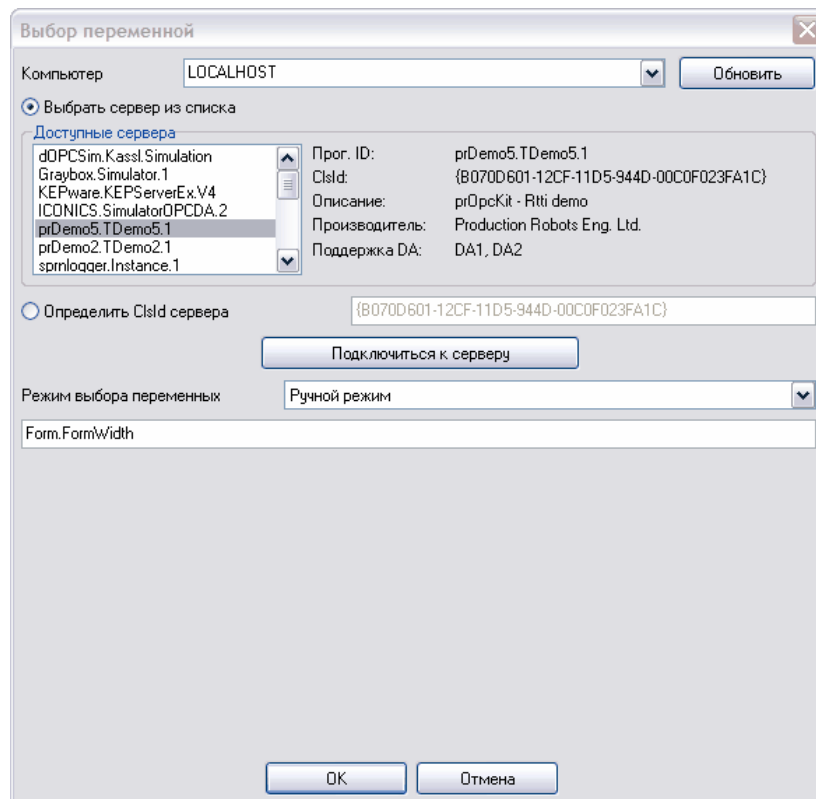 Выбор переменной
Компьютер LOCALHOST Обновить
Выбрать сервер из списка
Доступные сервера
dOPCSim.Kassl.Simulation Прог. ID: prDemo5.TDemo5.1
Graybox.Simulator.1 ClsId: {B070D601-12CF-11D5-944D-00C0F023FA1C}
KEPware.KEPServerEx.V4 Описание: prOpcKit - Rtti demo
ICONICS.SimulatorOPCDA.2 Производитель: Production Robots Eng. Ltd.
prDemo5.TDemo5.1 Поддержка DA: DA1, DA2
prDemo2.TDemo2.1
sprnlogger.Instance.1
Определить ClsId сервера {B070D601-12CF-11D5-944D-00C0F023FA1C}
Подключиться к серверу
Режим выбора переменных Ручной режим
Form.FormWidth
OK Отмена